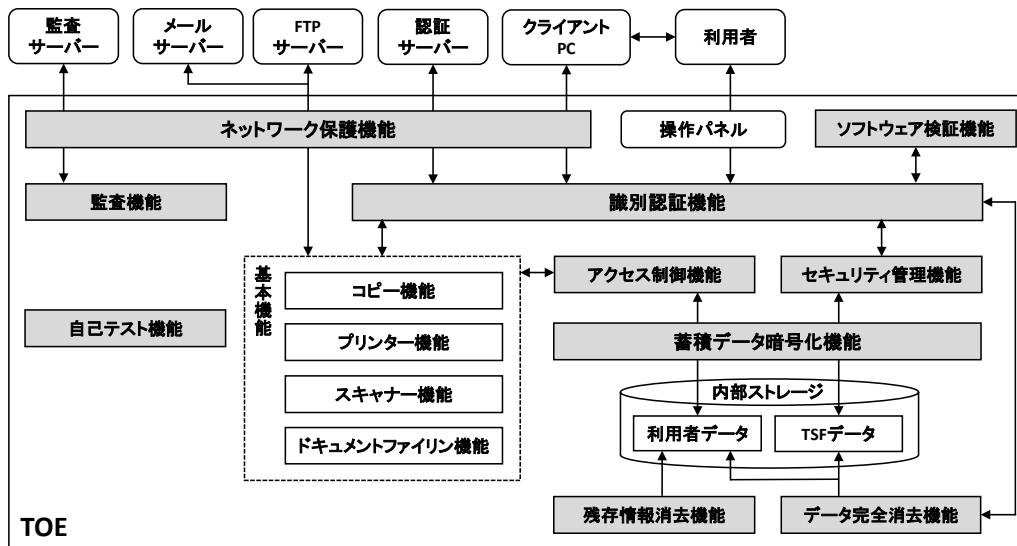 監査
サーバー
メール
サーバー
FTP
サーバー
認証
サーバー
クライアント
PC
利用者
ネットワーク保護機能
操作パネル
ソフトウェア検証機能
監査機能
識別認証機能
基本機能
コピー機能
アクセス制御機能
セキュリティ管理機能
自己テスト機能
プリンター機能
蓄積データ暗号化機能
スキャナー機能
内部ストレージ
ドキュメントファイリン機能
利用者データ
TSFデータ
残存情報消去機能
データ完全消去機能
TOE